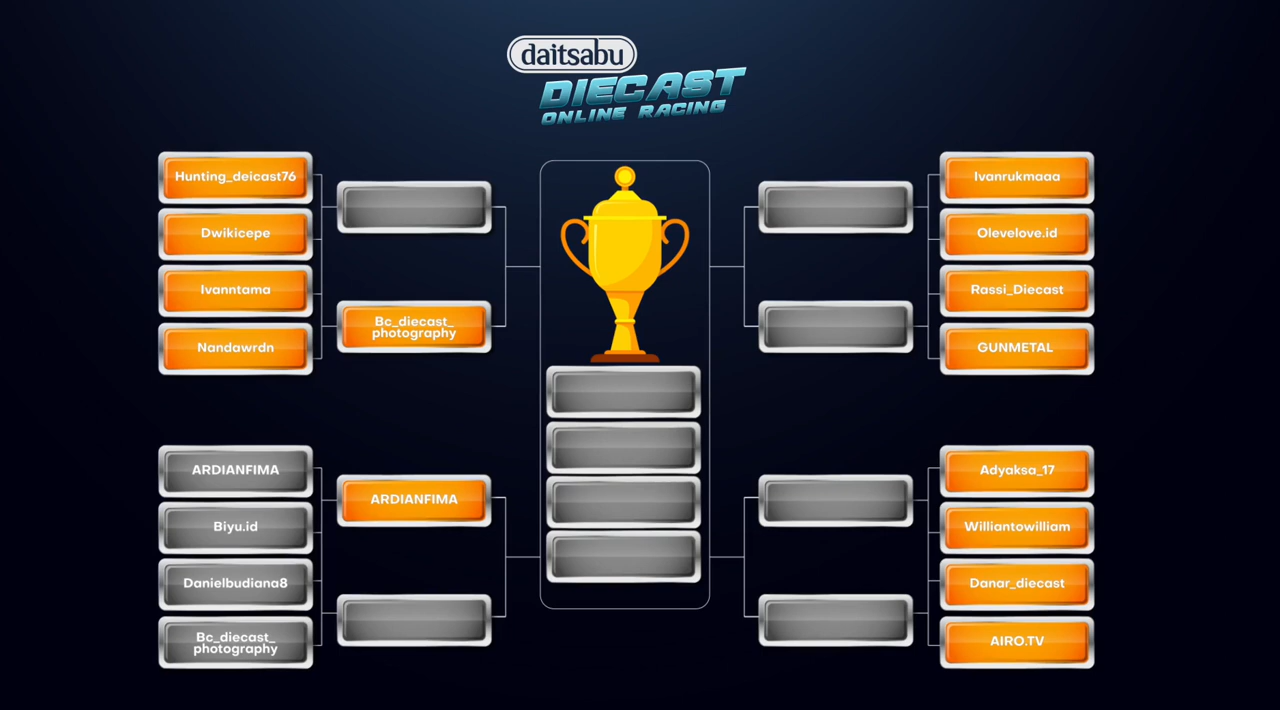 daitsabu
DIECAST
ONLINE RACING
Hunting_deicast76
Dwikicepe
Ivanntama
Nandawrdn
Bc_diecast_
photography
ARDIANFIMA
Biyu.id
Danielbudiana8
Bc_diecast_
photography
ARDIANFIMA
Ivanrukmaaa
Olevelove.id
Rassi_Diecast
GUNMETAL
Adyaksa_17
Williantowilliam
Danar_diecast
AIRO.TV